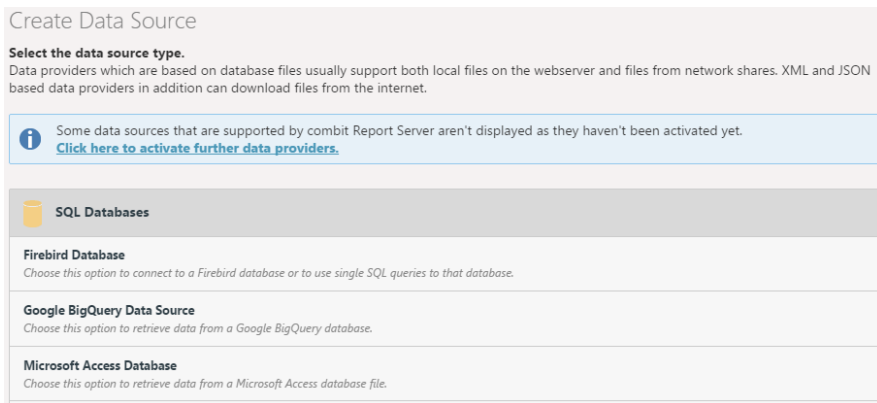 Create Data Source
Select the data source type.
Data providers which are based on database files usually support both local files on the webserver and files from network shares. XML and JSON
based data providers in addition can download files from the internet.
Some data sources that are supported by combit Report Server aren't displayed as they haven't been activated yet.
Click here to activate further data providers.
SQL Databases
Firebird Database
Choose this option to connect to a Firebird database or to use single SQL queries to that database.
Google BigQuery Data Source
Choose this option to retrieve data from a Google BigQuery database.
Microsoft Access Database
Choose this option to retrieve data from a Microsoft Access database file.